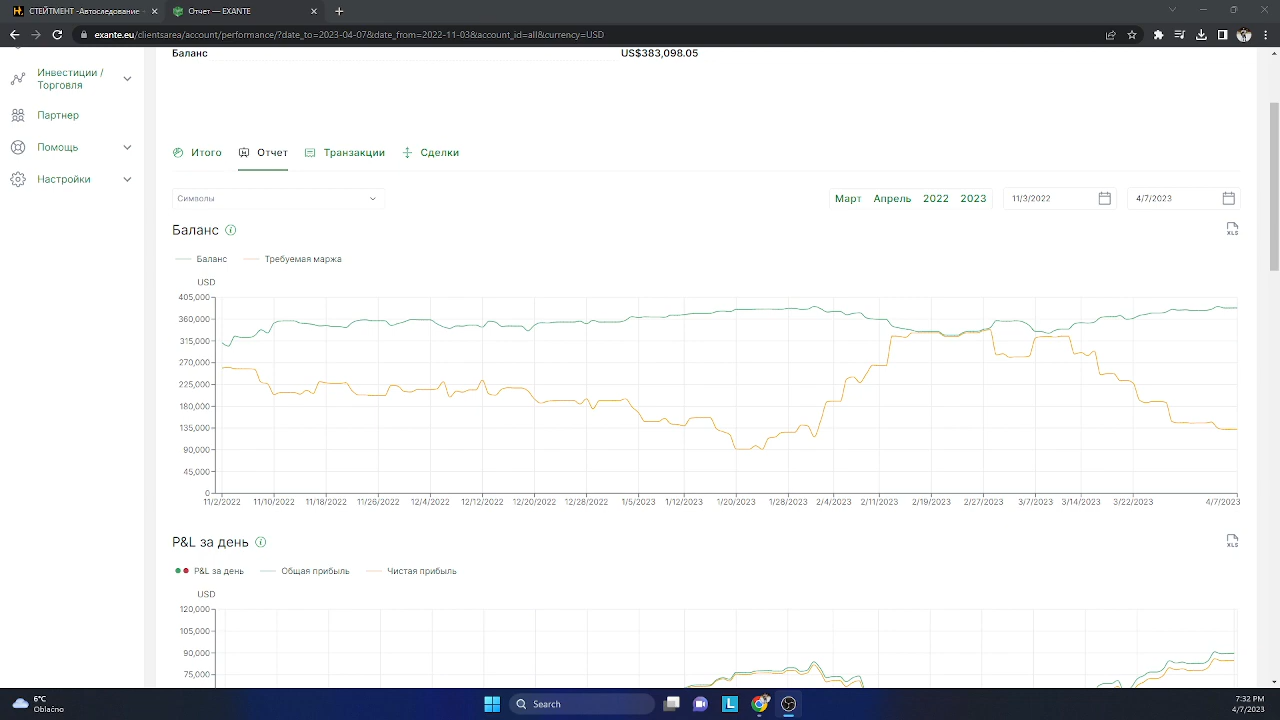 СТЕЙТМЕНТ -Автоследование -
Отчет — EXANTE
exante.eu/clientsarea/account/performance/?date_to=2023-04-07&date_from=2022-11-03&account_id=all&currency=USD
Баланс US$383,098.05
Инвестиции /
Торговля
Партнер
Помощь
Настройки
Итого Отчет Транзакции Сделки
Символы Март Апрель 2022 2023 11/3/2022 4/7/2023
Баланс
XLS
Баланс Требуемая маржа
USD
405,000
360,000
315,000
270,000
225,000
180,000
135,000
90,000
45,000
0
11/2/2022 11/10/2022 11/18/2022 11/26/2022 12/4/2022 12/12/2022 12/20/2022 12/28/2022 1/5/2023 1/12/2023 1/20/2023 1/28/2023 2/4/2023 2/11/2023 2/19/2023 2/27/2023 3/7/2023 3/14/2023 3/22/2023 4/7/2023
P&L за день
XLS
P&L за день Общая прибыль Чистая прибыль
USD
120,000
105,000
90,000
75,000
6°C
Oblačno
Search
L
7:32 PM
4/7/2023